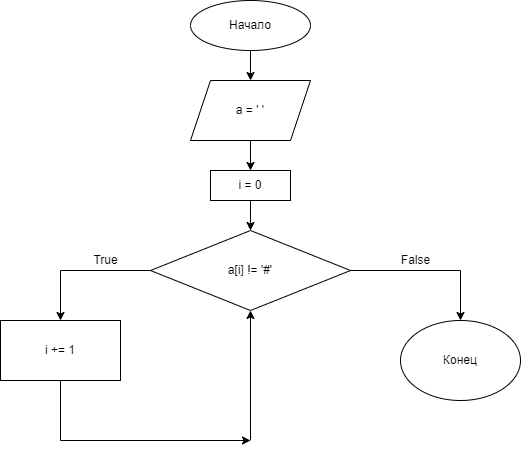 Начало
a = ' '
i = 0
a[i] != '#'
True
False
i += 1
Конец